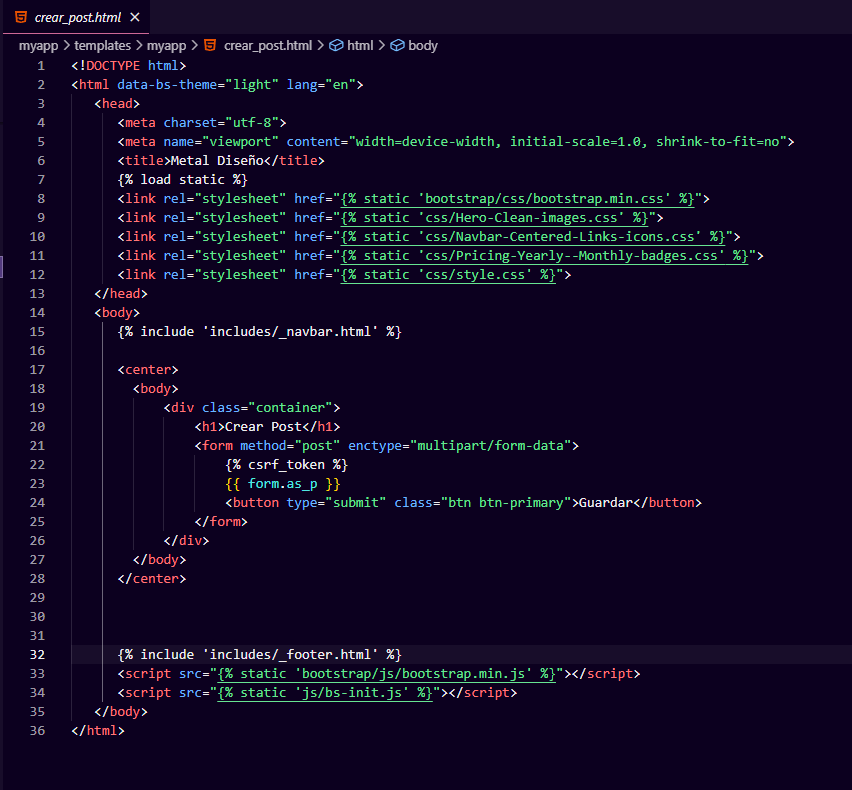 crear_post.html ×
myapp > templates > myapp > crear_post.html > html > body
1 <!DOCTYPE html>
2 <html data-bs-theme="light" lang="en">
3 <head>
4 <meta charset="utf-8">
5 <meta name="viewport" content="width=device-width, initial-scale=1.0, shrink-to-fit=no">
6 <title>Metal Diseño</title>
7 {% load static %}
8 <link rel="stylesheet" href="{% static 'bootstrap/css/bootstrap.min.css' %}">
9 <link rel="stylesheet" href="{% static 'css/Hero-Clean-images.css' %}">
10 <link rel="stylesheet" href="{% static 'css/Navbar-Centered-Links-icons.css' %}">
11 <link rel="stylesheet" href="{% static 'css/Pricing-Yearly--Monthly-badges.css' %}">
12 <link rel="stylesheet" href="{% static 'css/style.css' %}">
13 </head>
14 <body>
15 {% include 'includes/_navbar.html' %}
16
17 <center>
18 <body>
19 <div class="container">
20 <h1>Crear Post</h1>
21 <form method="post" enctype="multipart/form-data">
22 {% csrf_token %}
23 {{ form.as_p }}
24 <button type="submit" class="btn btn-primary">Guardar</button>
25 </form>
26 </div>
27 </body>
28 </center>
29
30
31
32 {% include 'includes/_footer.html' %}
33 <script src="{% static 'bootstrap/js/bootstrap.min.js' %}"></script>
34 <script src="{% static 'js/bs-init.js' %}"></script>
35 </body>
36 </html>